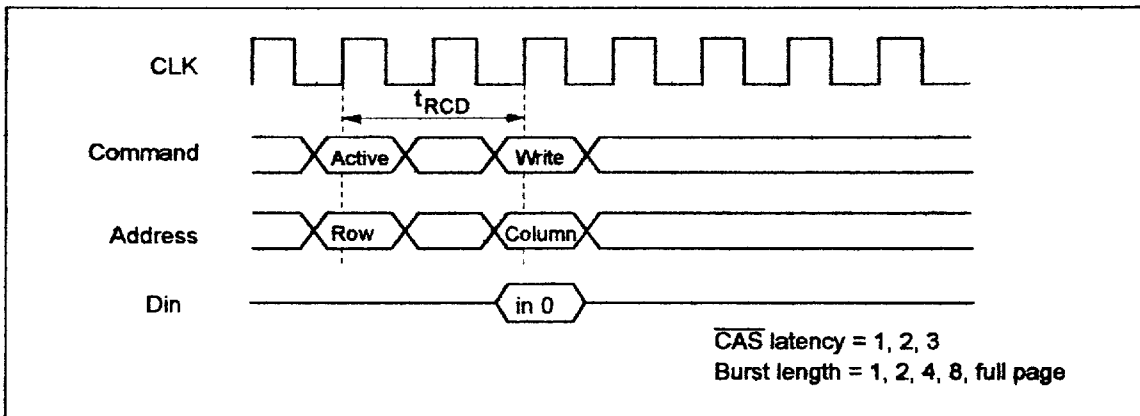 CLK
tRCD
Command
Active
Write
Address
Row
Column
Din
in 0
CAS latency = 1, 2, 3
Burst length = 1, 2, 4, 8, full page